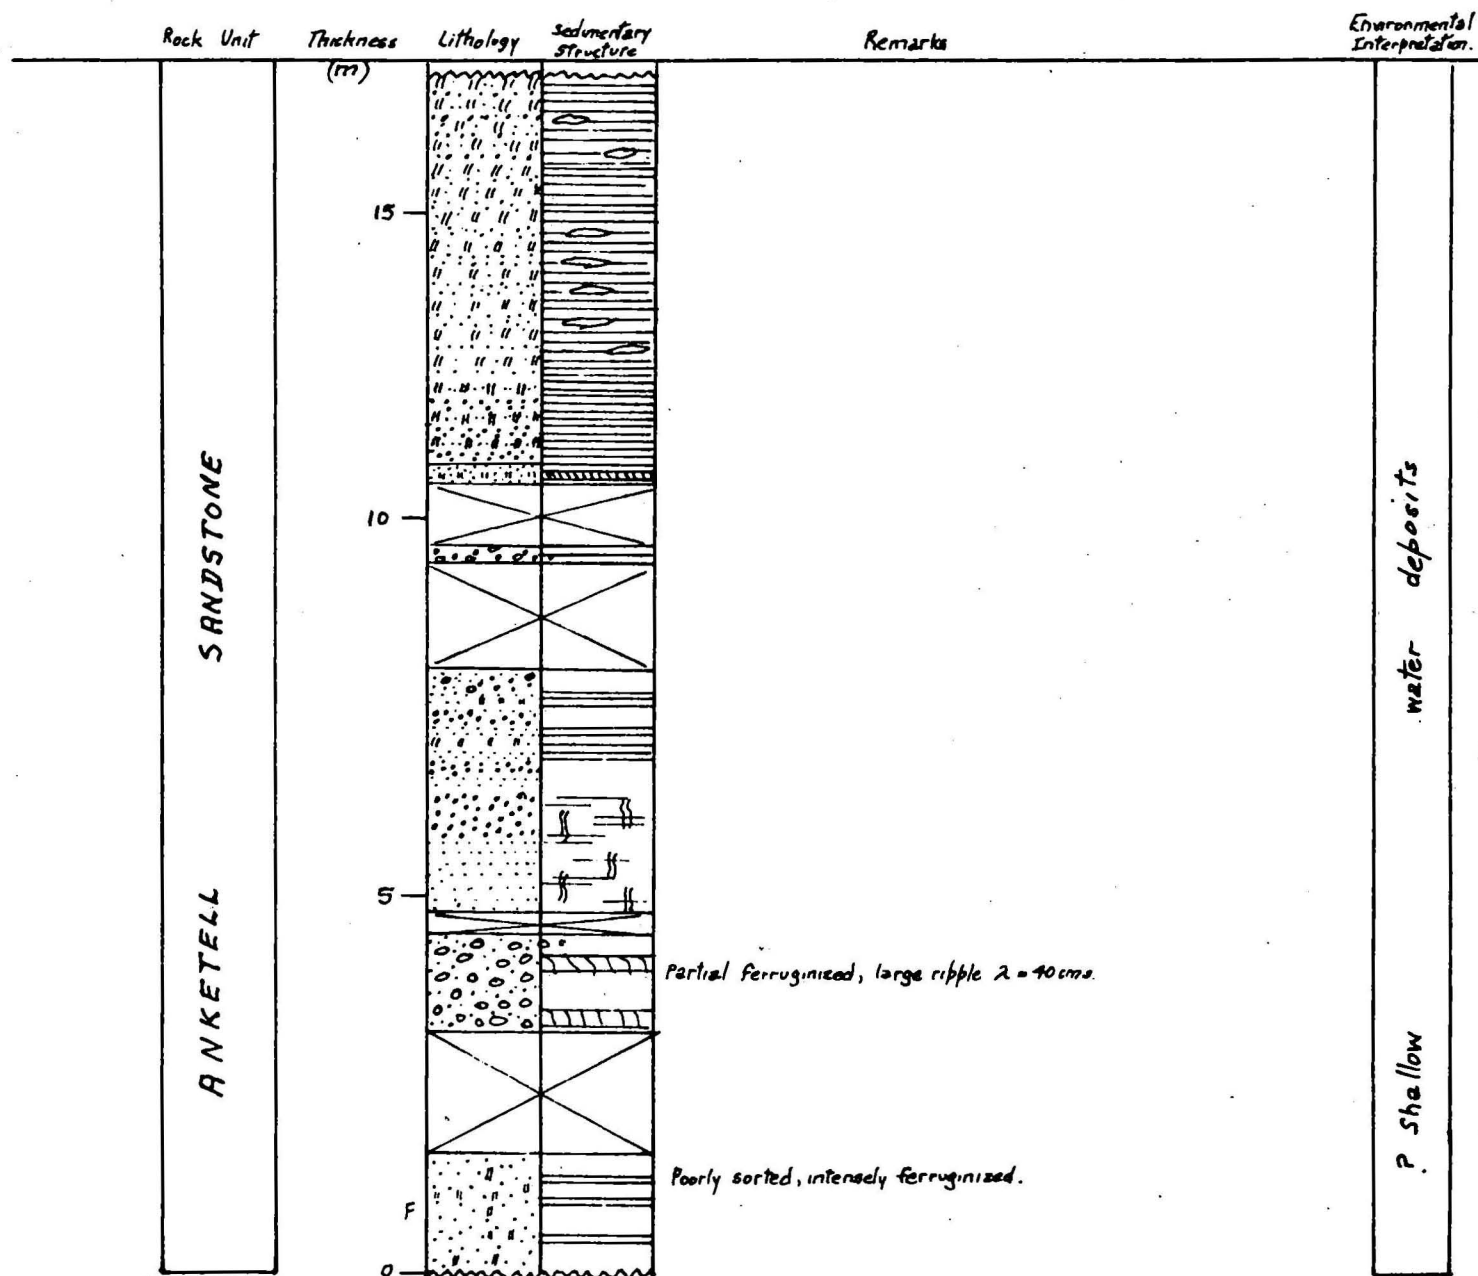 Rock Unit
Thickness
(m)
Lithology
Sedimentary
Structure
Remarks
Environmental
Interpretation.
15
10
5
0
F
ANKETELL SANDSTONE
Partial ferruginized, large ripple λ = 40 cms.
Poorly sorted, intensely ferruginized.
? Shallow water deposits